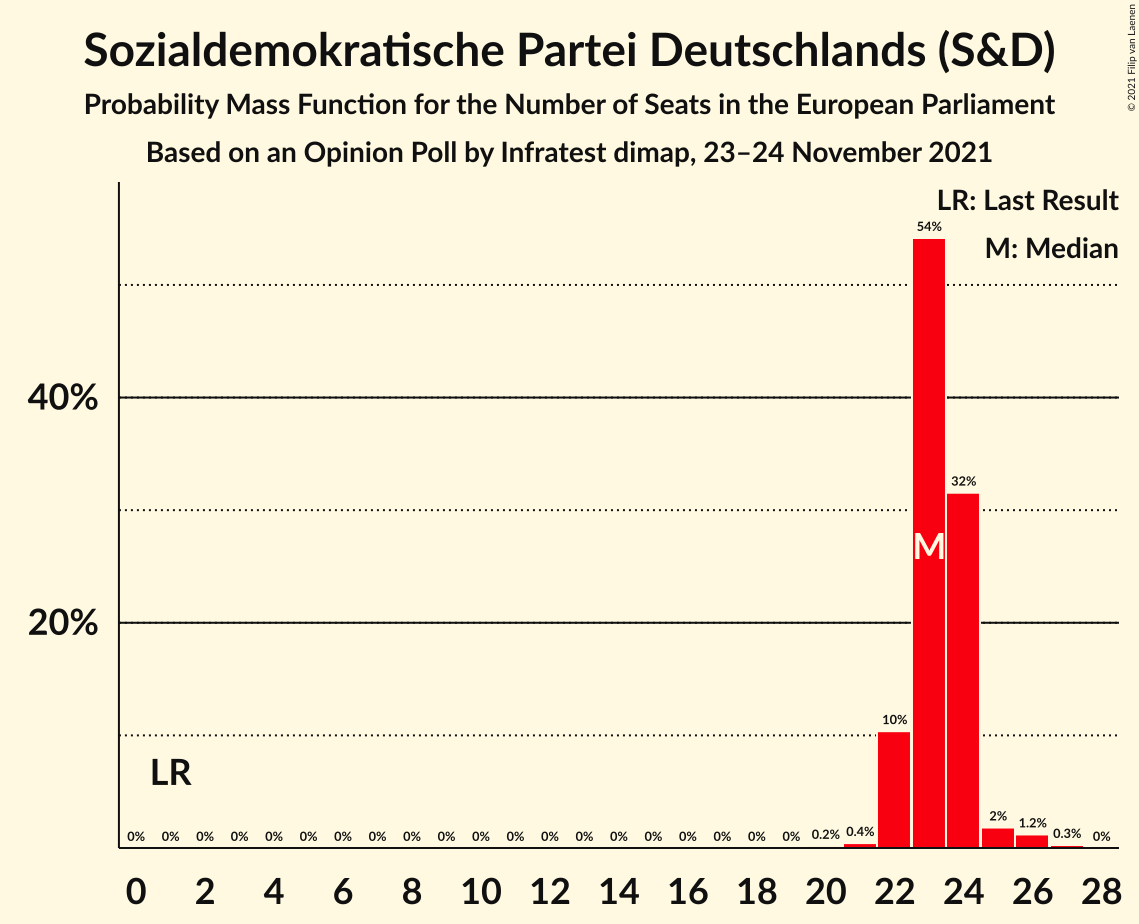 Sozialdemokratische Partei Deutschlands (S&D)
Probability Mass Function for the Number of Seats in the European Parliament
Based on an Opinion Poll by Infratest dimap, 23–24 November 2021
© 2021 Filip van Laenen
LR: Last Result
M: Median
54%
40%
32%
M
20%
10%
LR
0% 0% 0% 0% 0% 0% 0% 0% 0% 0% 0% 0% 0% 0% 0% 0% 0% 0% 0% 0% 0.2% 0.4% 2% 1.2% 0.3% 0%
0 2 4 6 8 10 12 14 16 18 20 22 24 26 28